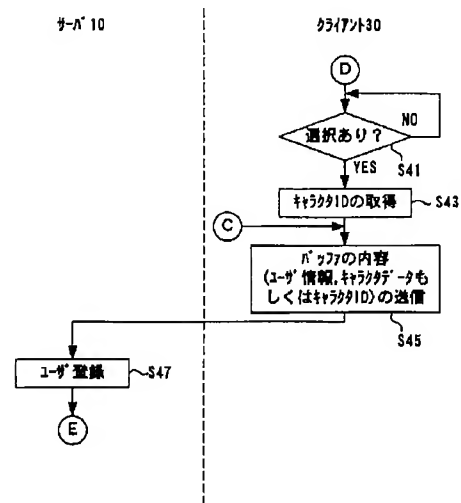 サーバ10
クライアント30
D
NO
選択あり?
S41
YES
キャラクタIDの取得
S43
C
バッファの内容
(ユーザ情報,キャラクタデータも
しくはキャラクタID)の送信
S45
ユーザ登録
S47
E